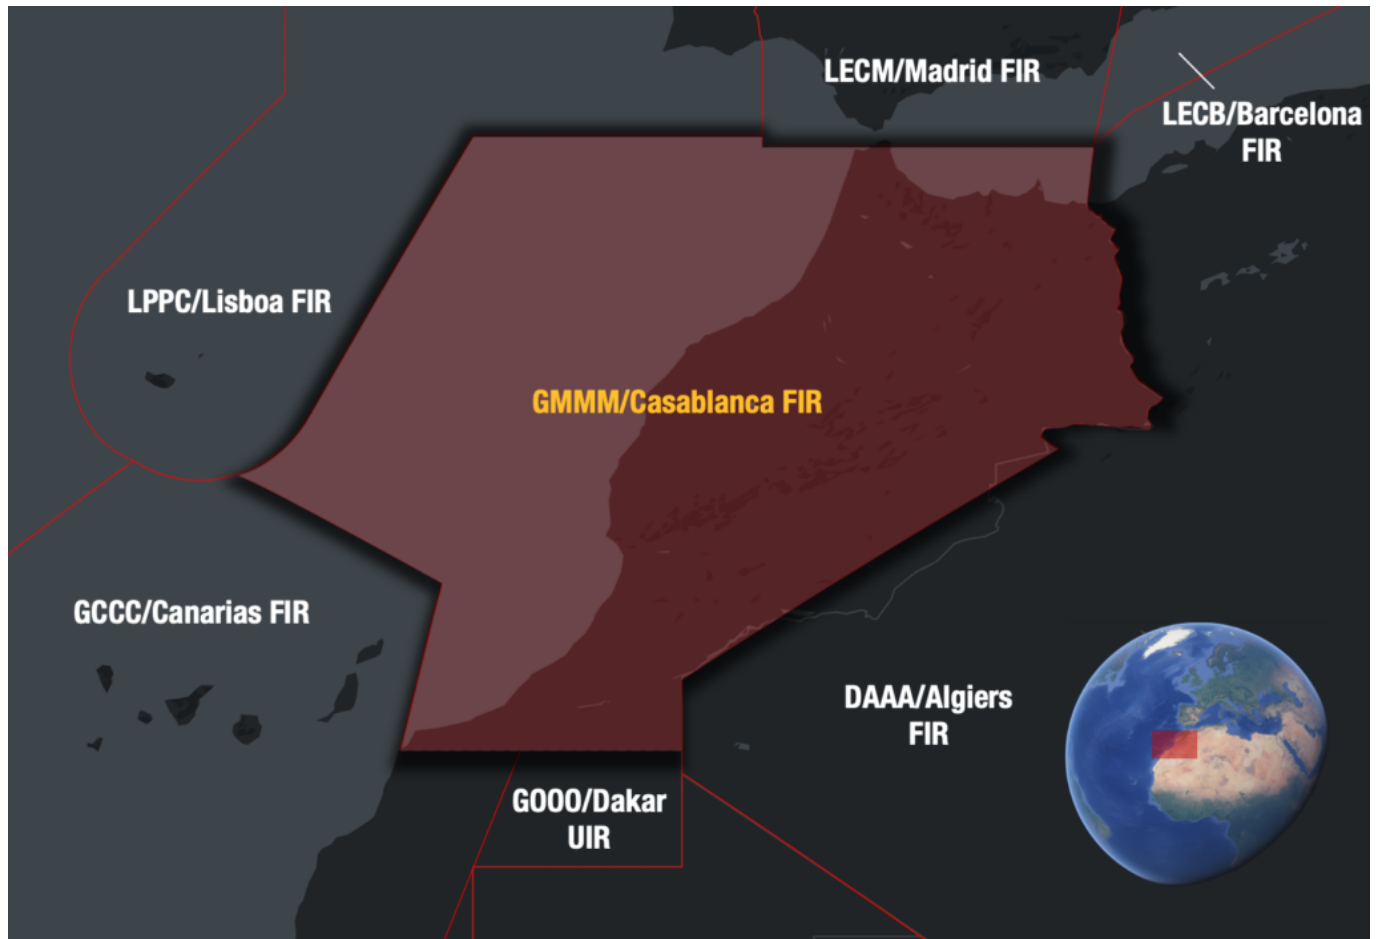 LECM/Madrid FIR
LECB/Barcelona
FIR
LPPC/Lisboa FIR
GMMM/Casablanca FIR
GCCC/Canarias FIR
DAAA/Algiers
FIR
GOOO/Dakar
UIR